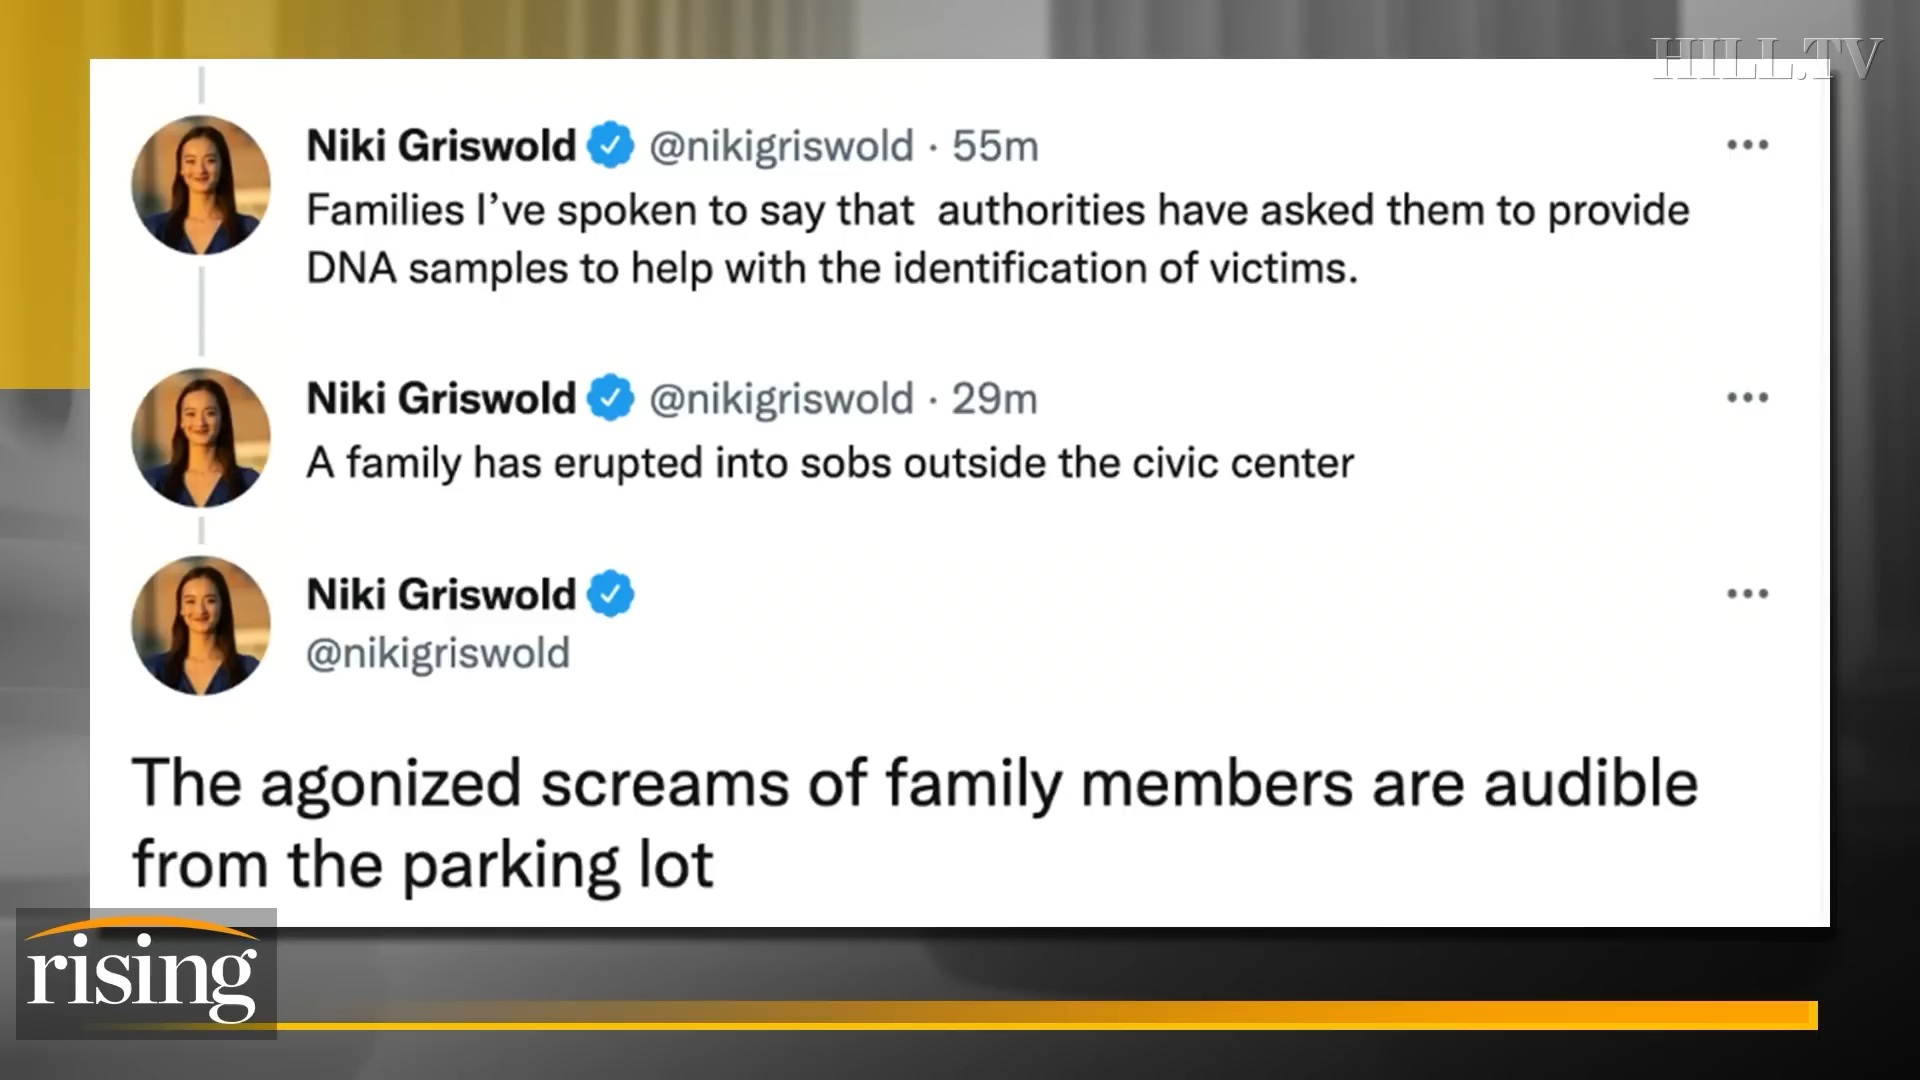 HILL.TV
Niki Griswold @nikigriswold · 55m
Families I’ve spoken to say that  authorities have asked them to provide
DNA samples to help with the identification of victims.
Niki Griswold @nikigriswold · 29m
A family has erupted into sobs outside the civic center
Niki Griswold
@nikigriswold
The agonized screams of family members are audible
from the parking lot
rising